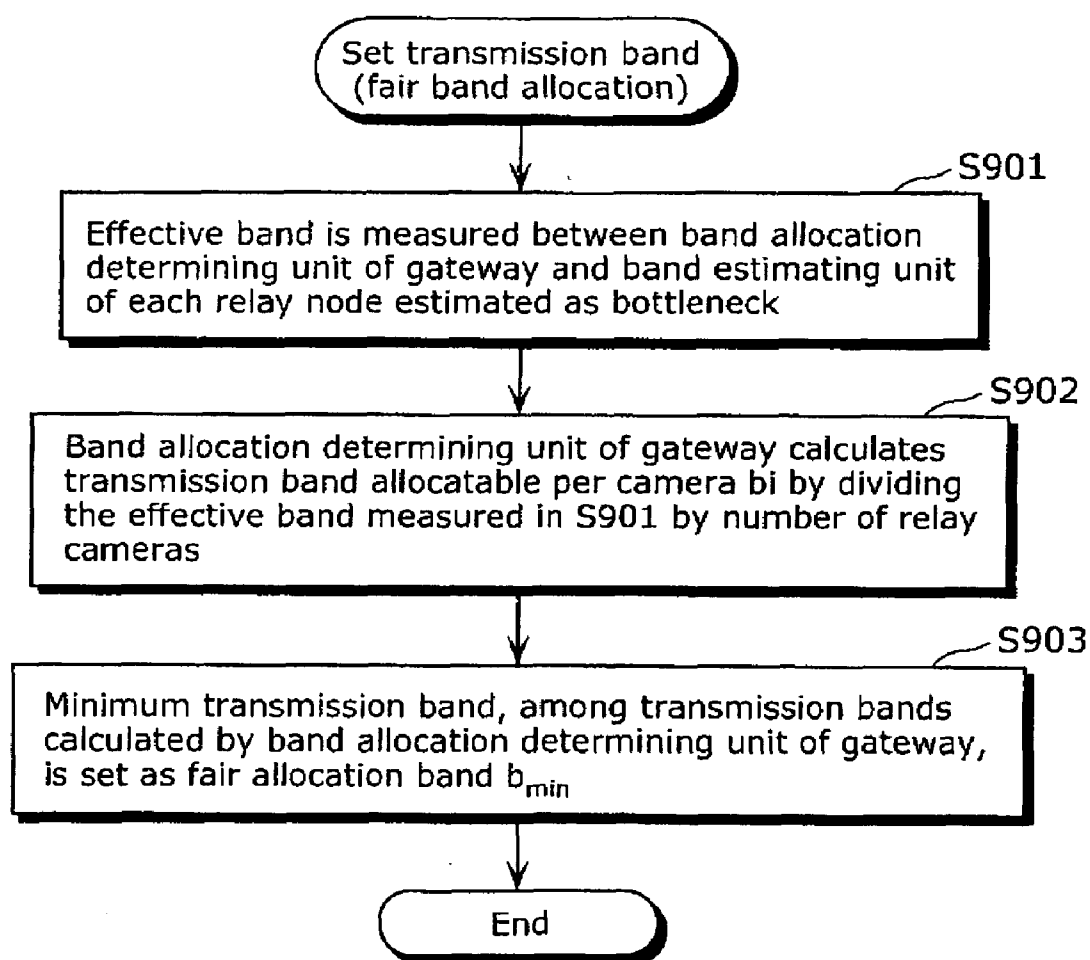 Set transmission band
(fair band allocation)
S901
Effective band is measured between band allocation
determining unit of gateway and band estimating unit
of each relay node estimated as bottleneck
S902
Band allocation determining unit of gateway calculates
transmission band allocatable per camera bi by dividing
the effective band measured in S901 by number of relay
cameras
S903
Minimum transmission band, among transmission bands
calculated by band allocation determining unit of gateway,
is set as fair allocation band b_min
End